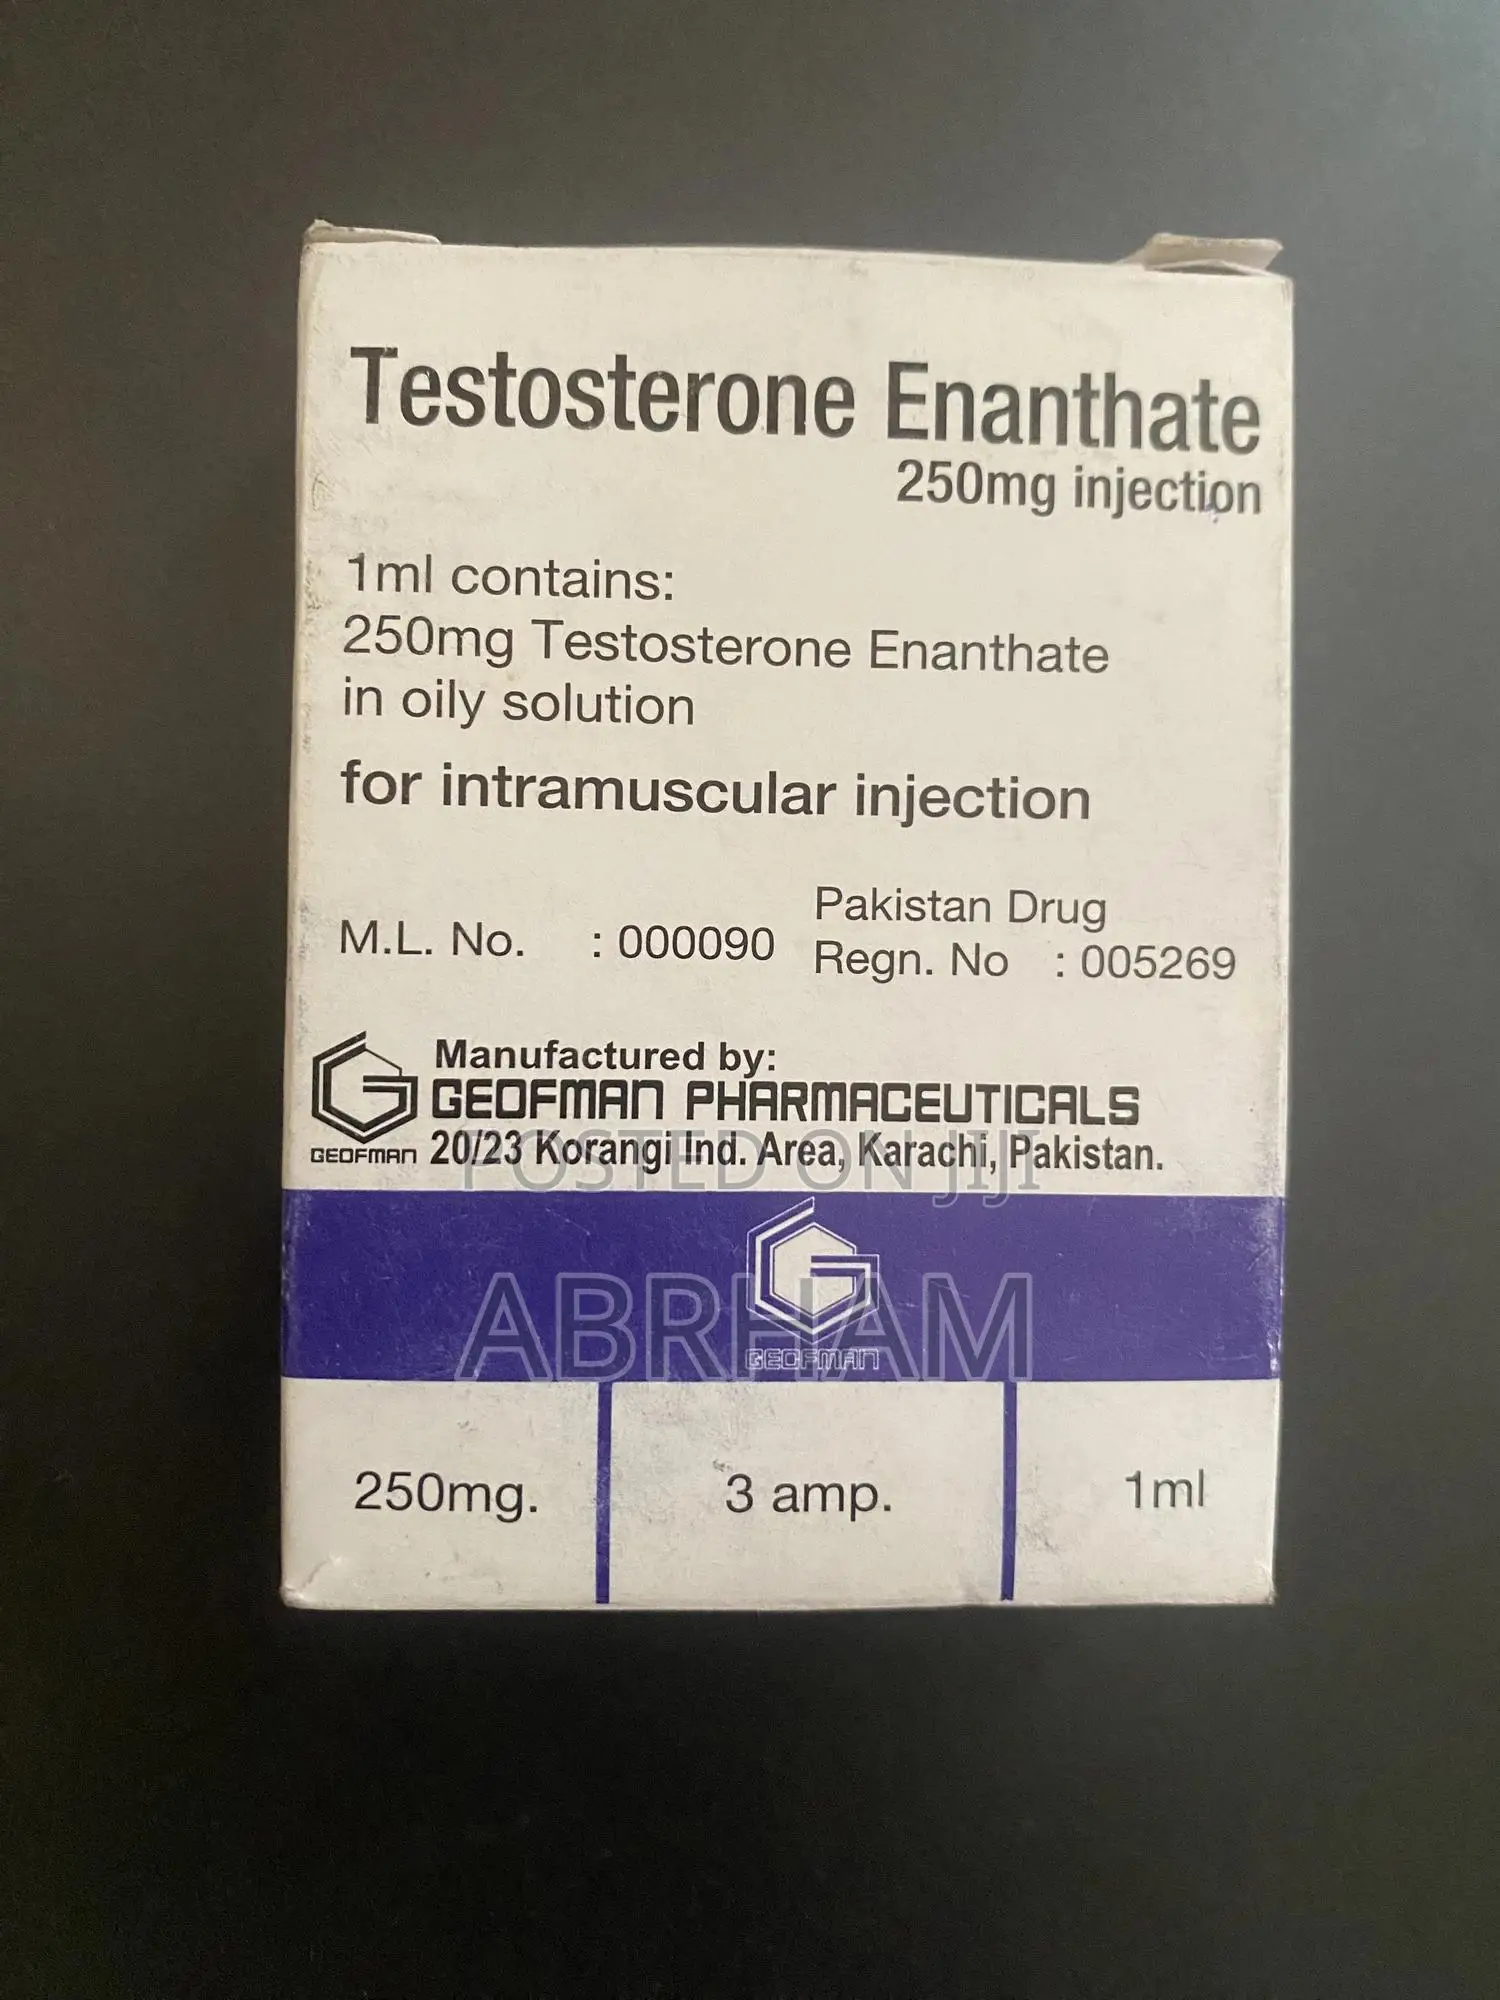 Testosterone Enanthate
250mg injection
1ml contains:
250mg Testosterone Enanthate
in oily solution
for intramuscular injection
M.L. No. : 000090
Pakistan Drug
Regn. No : 005269
Manufactured by:
GEOFMAN PHARMACEUTICALS
GEOFMAN
20/23 Korangi Ind. Area, Karachi, Pakistan.
POSTED ON JIJI
ABRHAM
GEOFMAN
250mg. 3 amp. 1ml